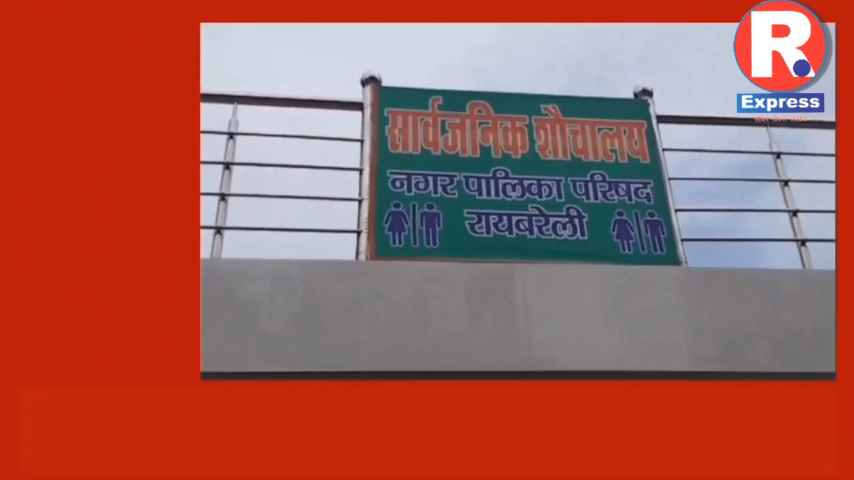 R
Express
सार्वजनिक शौचालय
नगर पालिका परिषद
रायबरेली